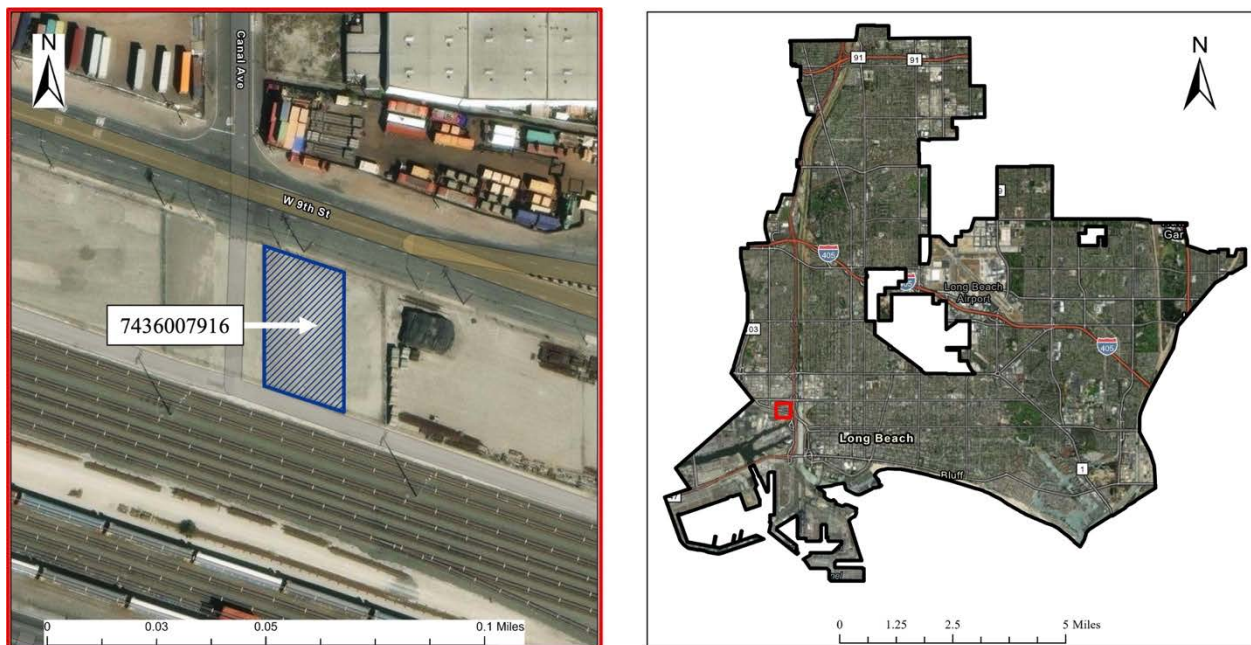 N
Canal Ave
W 9th St
7436007916
0 0.03 0.05 0.1 Miles
N
91 91
Gar
405
Long Beach
Airport
03
405
Long Beach
Bluff
1
0 1.25 2.5 5 Miles